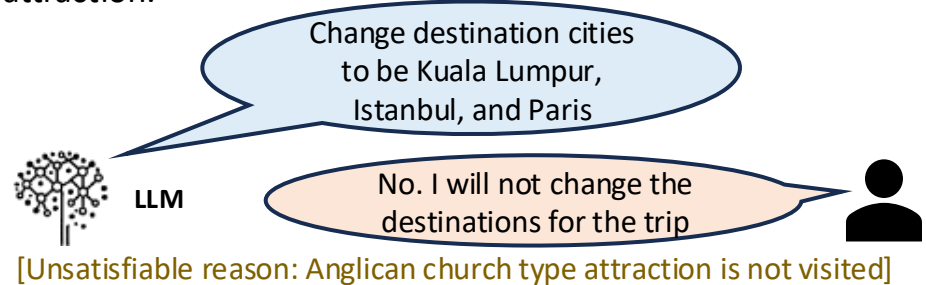 attraction.
Change destination cities
to be Kuala Lumpur,
Istanbul, and Paris
LLM
No. I will not change the
destinations for the trip
[Unsatisfiable reason: Anglican church type attraction is not visited]